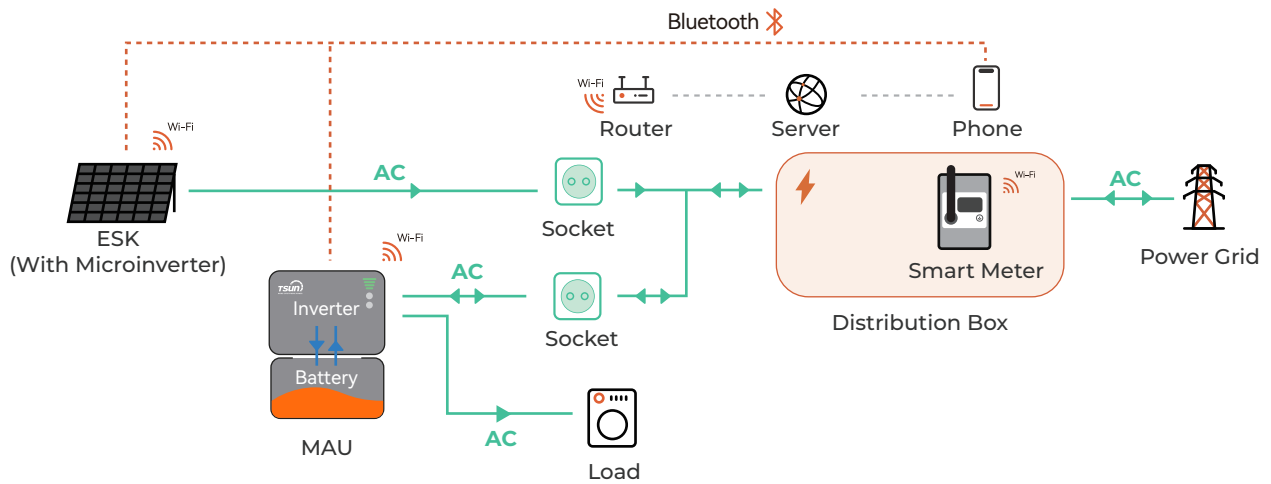 Bluetooth
Wi-Fi
Router
Server
Phone
Wi-Fi
AC
Wi-Fi
AC
ESK
(With Microinverter)
Socket
Smart Meter
Power Grid
Wi-Fi
AC
TSUN
Inverter
Socket
Distribution Box
Battery
MAU
AC
Load